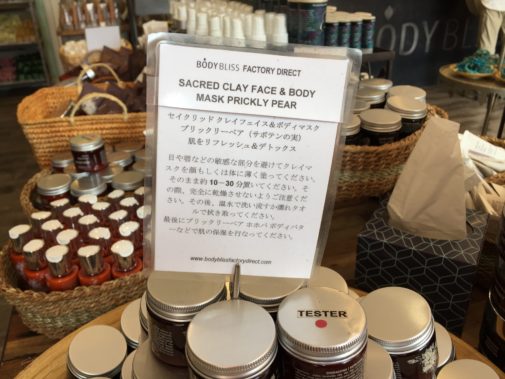 BODYBLISS FACTORY DIRECT
SACRED CLAY FACE & BODY
MASK PRICKLY PEAR
セイクリッド クレイフェイス&ボディマスク
プリックリーペア（サボテンの実）
肌をリフレッシュ&デトックス
目や唇などの敏感な部分を避けてクレイマ
スクを顔もしくは体に薄く塗ってください。
そのまま約10－30分置いてください。そ
の際、完全に乾燥させないようご注意くだ
さい。その後、温水で洗い流すか濡れタオ
ルで拭き取ってください。
最後にプリックリーペア ホホバ ボディバタ
ーなどで肌の保湿を行なってください。
www.bodyblissfactorydirect.com
TESTER
BODYBLISS